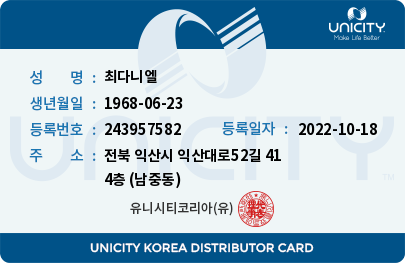 UNICITY
Make Life Better
성 명 : 최다니엘
생년월일 : 1968-06-23
등록번호 : 243957582 등록일자 : 2022-10-18
주 소 : 전북 익산시 익산대로52길 41
4층 (남중동)
유니시티코리아(유)
UNICITY
TM
UNICITY KOREA DISTRIBUTOR CARD